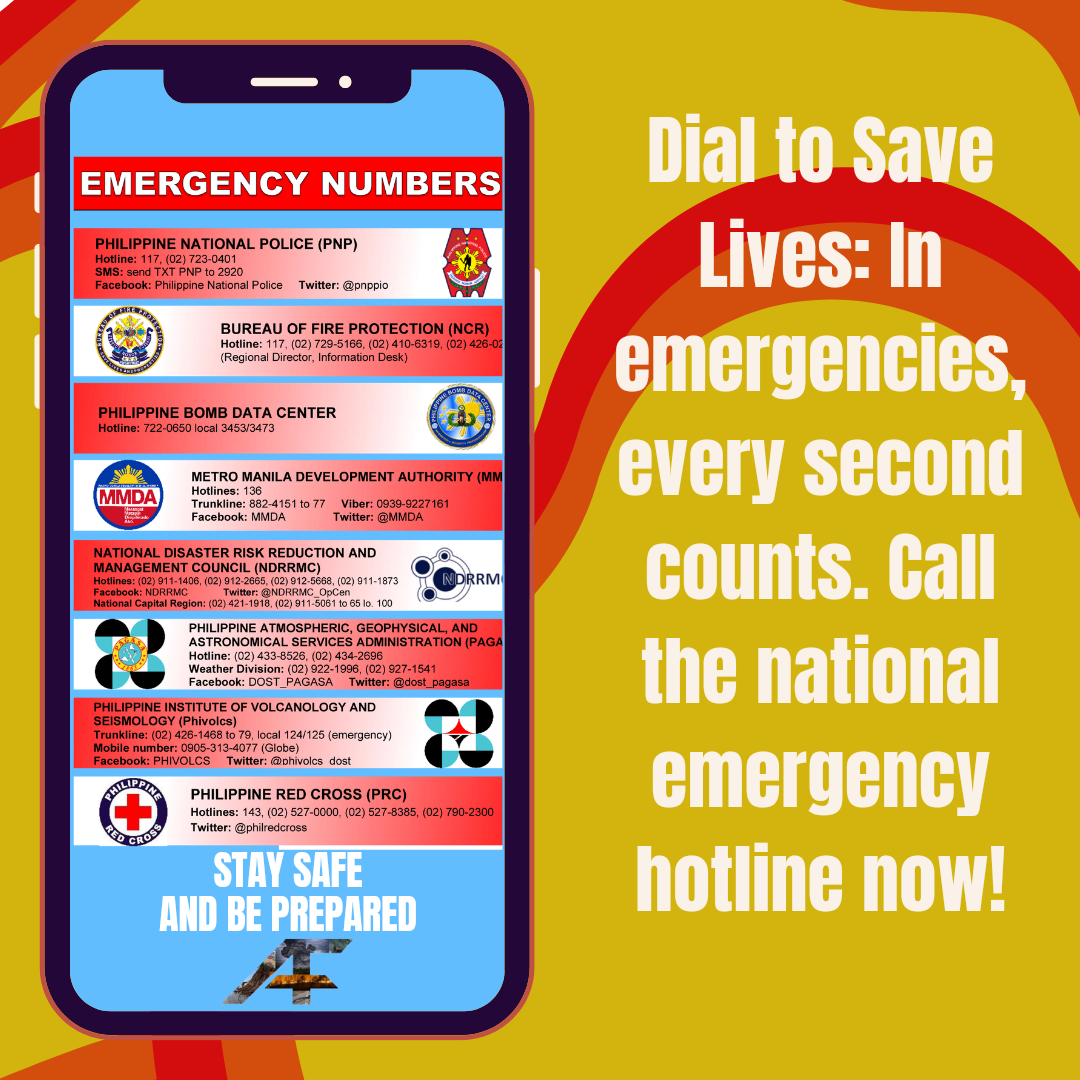 EMERGENCY NUMBERS
PHILIPPINE NATIONAL POLICE (PNP)
Hotline: 117, (02) 723-0401
SMS: send TXT PNP to 2920
Facebook: Philippine National Police Twitter: @pnppio
BUREAU OF FIRE PROTECTION (NCR)
Hotline: 117, (02) 729-5166, (02) 410-6319, (02) 426-02
(Regional Director, Information Desk)
PHILIPPINE BOMB DATA CENTER
Hotline: 722-0650 local 3453/3473
PHILIPPINE BOMB DATA CENTER
MMDA
METRO MANILA DEVELOPMENT AUTHORITY (MM
Hotlines: 136
Trunkline: 882-4151 to 77 Viber: 0939-9227161
Facebook: MMDA Twitter: @MMDA
NATIONAL DISASTER RISK REDUCTION AND
MANAGEMENT COUNCIL (NDRRMC)
Hotlines: (02) 911-1406, (02) 912-2665, (02) 912-5668, (02) 911-1873
Facebook: NDRRMC Twitter: @NDRRMC_OpCen
National Capital Region: (02) 421-1918, (02) 911-5061 to 65 lo. 100
NDRRMC
PAGASA
PHILIPPINE ATMOSPHERIC, GEOPHYSICAL, AND
ASTRONOMICAL SERVICES ADMINISTRATION (PAGA
Hotline: (02) 433-8526, (02) 434-2696
Weather Division: (02) 922-1996, (02) 927-1541
Facebook: DOST_PAGASA Twitter: @dost_pagasa
PHILIPPINE INSTITUTE OF VOLCANOLOGY AND
SEISMOLOGY (Phivolcs)
Trunkline: (02) 426-1468 to 79, local 124/125 (emergency)
Mobile number: 0905-313-4077 (Globe)
Facebook: PHIVOLCS Twitter: @phivolcs_dost
PHILIPPINE
RED CROSS
PHILIPPINE RED CROSS (PRC)
Hotlines: 143, (02) 527-0000, (02) 527-8385, (02) 790-2300
Twitter: @philredcross
STAY SAFE
AND BE PREPARED
Dial to Save
Lives: In
emergencies,
every second
counts. Call
the national
emergency
hotline now!